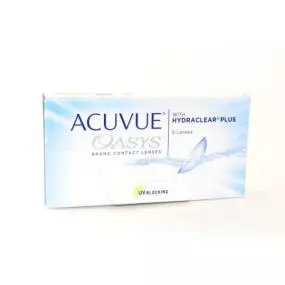 ACUVUE®
OASYS
BRAND CONTACT LENSES
WITH
HYDRACLEAR® PLUS
6 Lenses
UV BLOCKING